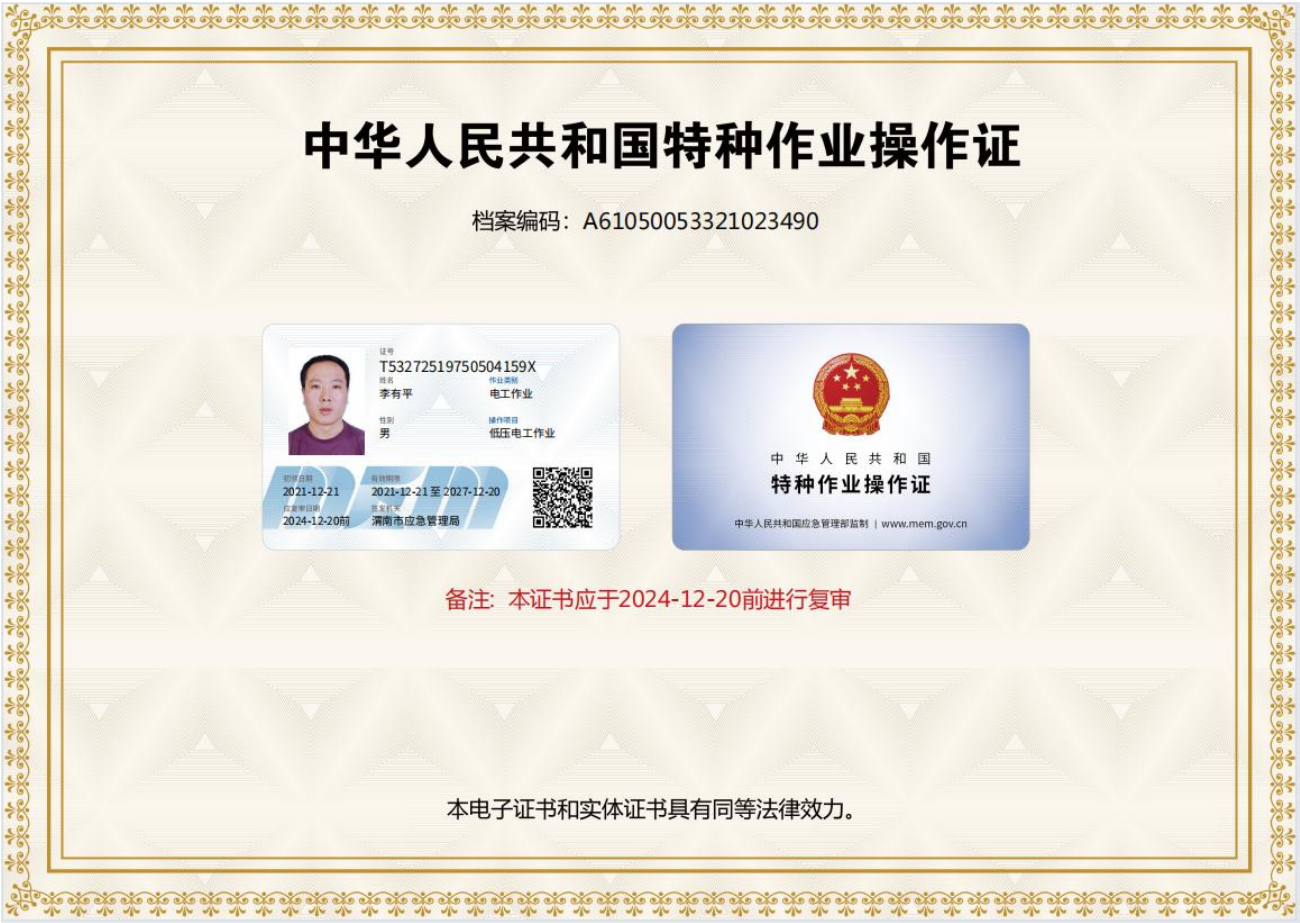 中华人民共和国特种作业操作证
档案编码：A61050053321023490
证号
T53272519750504159X
姓名 作业类别
李有平 电工作业
性别 操作项目
男 低压电工作业
初领日期 有效期限
2021-12-21 2021-12-21 至 2027-12-20
应复审日期 签发机关
2024-12-20前 渭南市应急管理局
中华人民共和国
特种作业操作证
中华人民共和国应急管理部监制 | www.mem.gov.cn
备注: 本证书应于2024-12-20前进行复审
本电子证书和实体证书具有同等法律效力。